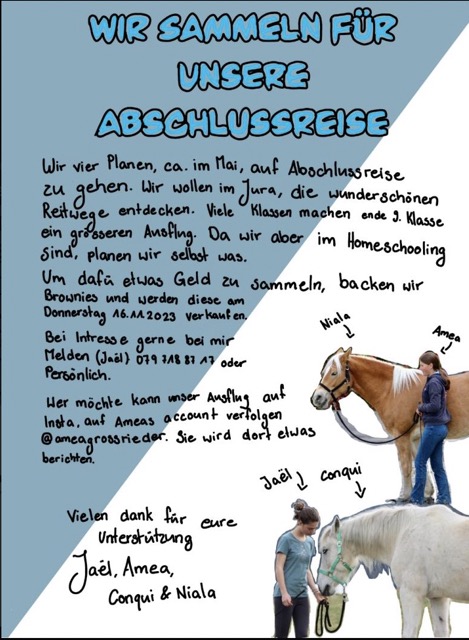 WIR SAMMELN FÜR
UNSERE
ABSCHLUSSREISE
Wir vier Planen, ca. im Mai, auf Abschlussreise
zu gehen. Wir wollen im Jura, die wunderschönen
Reitwege entdecken. Viele Klassen machen ende 9. Klasse
ein grösseren Ausflug. Da wir aber im Homeschooling
sind, planen wir selbst was.
Um dafü etwas Geld zu sammeln, backen wir
Brownies und werden diese am
Donnerstag 16.11.2023 verkaufen.
Bei Intresse gerne bei mir
Melden (Jaël) 079 718 87 17 oder
Persönlich.
Wer möchte kann unser Ausflug auf
Insta, auf Ameas account verfolgen
@ameagrossrieder. Sie wird dort etwas
berichten.
Niala
Amea
Jaël
Conqui
Vielen dank für eure
Unterstützung
Jaël, Amea,
Conqui & Niala